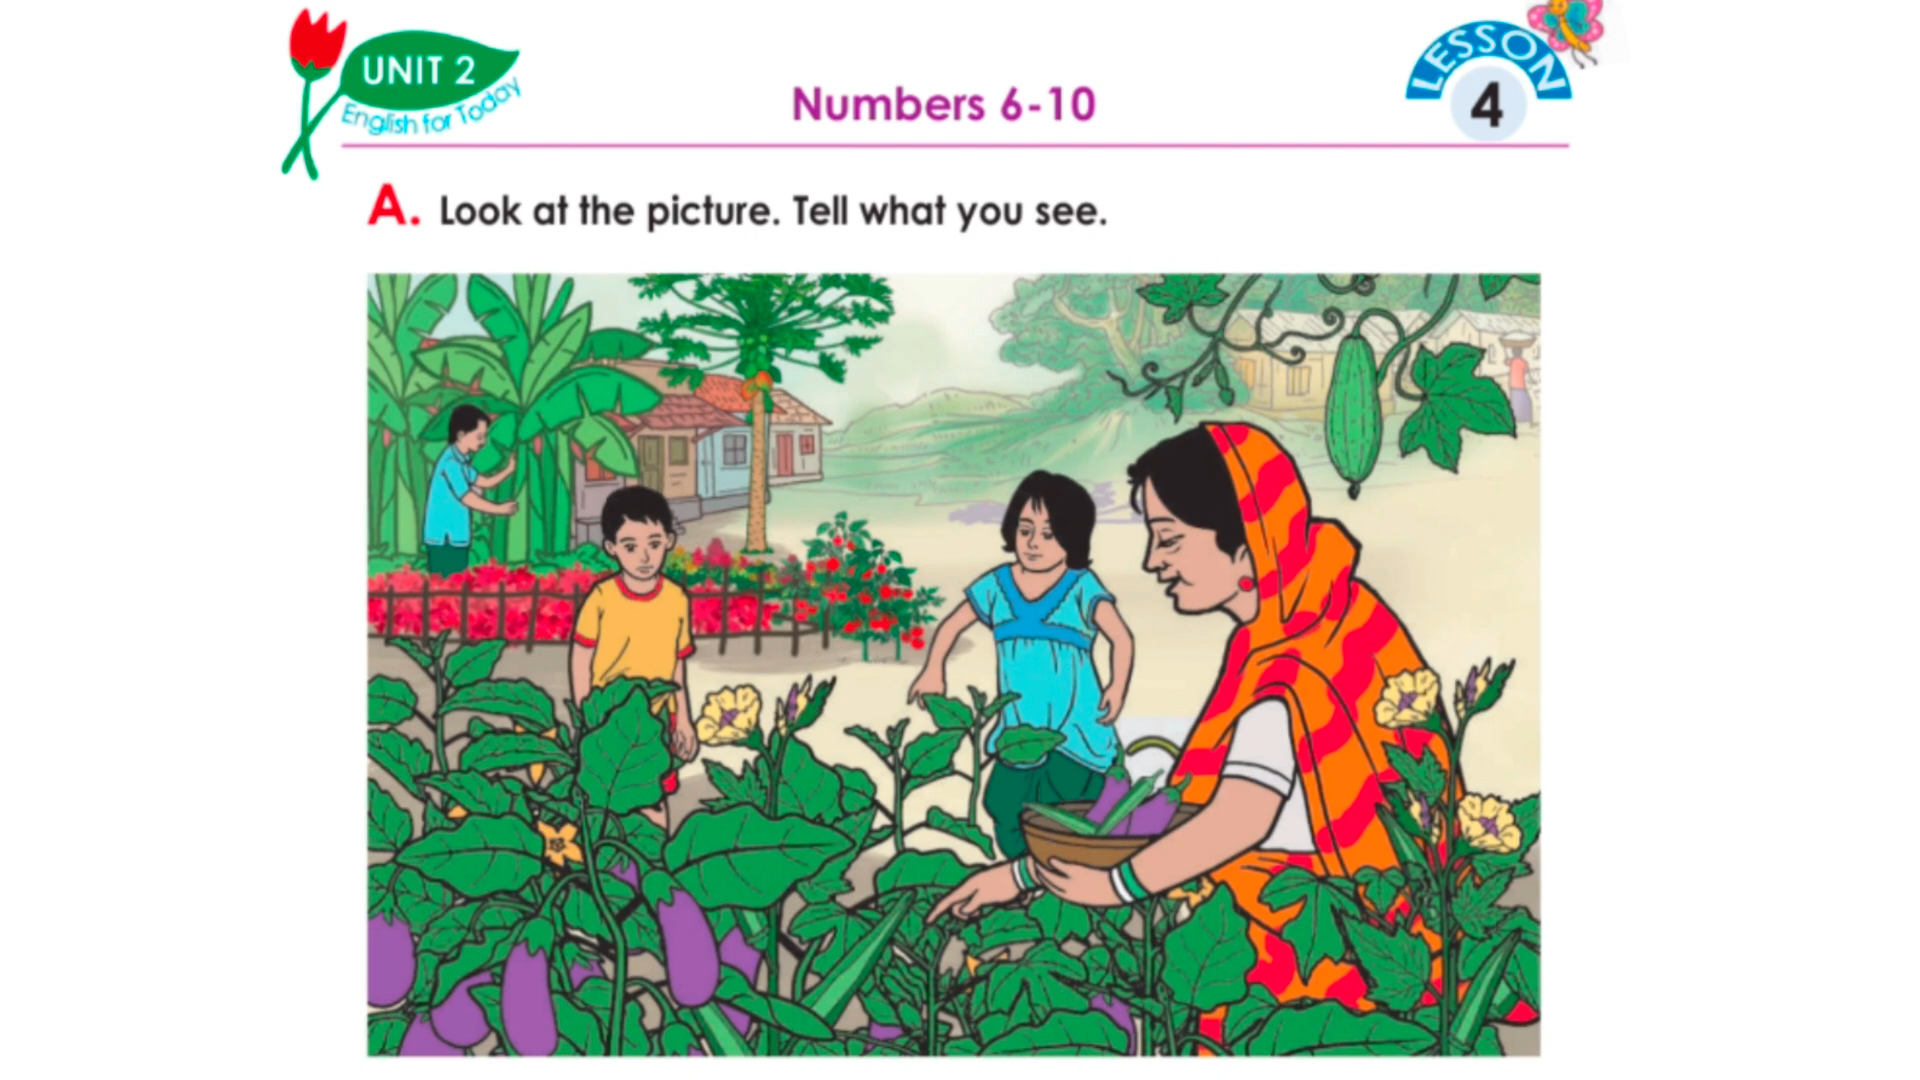 UNIT 2
English for Today
Numbers 6-10
LESSON
4
A. Look at the picture. Tell what you see.